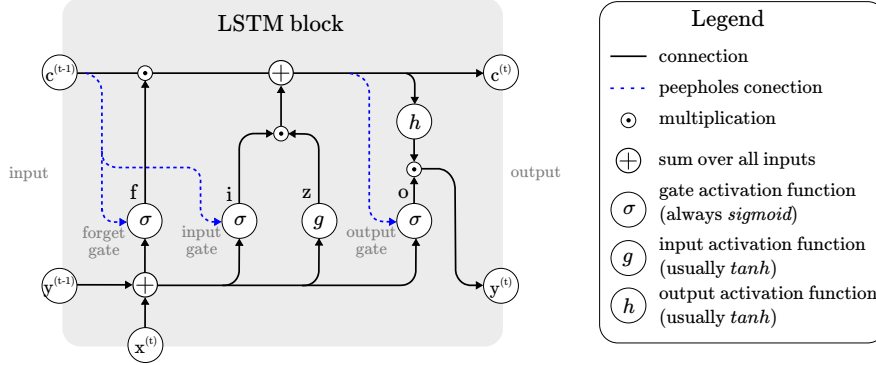 LSTM block
c(t-1)
c(t)
h
input
output
f
i
z
o
σ
σ
g
σ
forget
gate
input
gate
output
gate
y(t-1)
y(t)
x(t)
Legend
connection
peepholes conection
multiplication
sum over all inputs
σ
gate activation function
(always sigmoid)
g
input activation function
(usually tanh)
h
output activation function
(usually tanh)